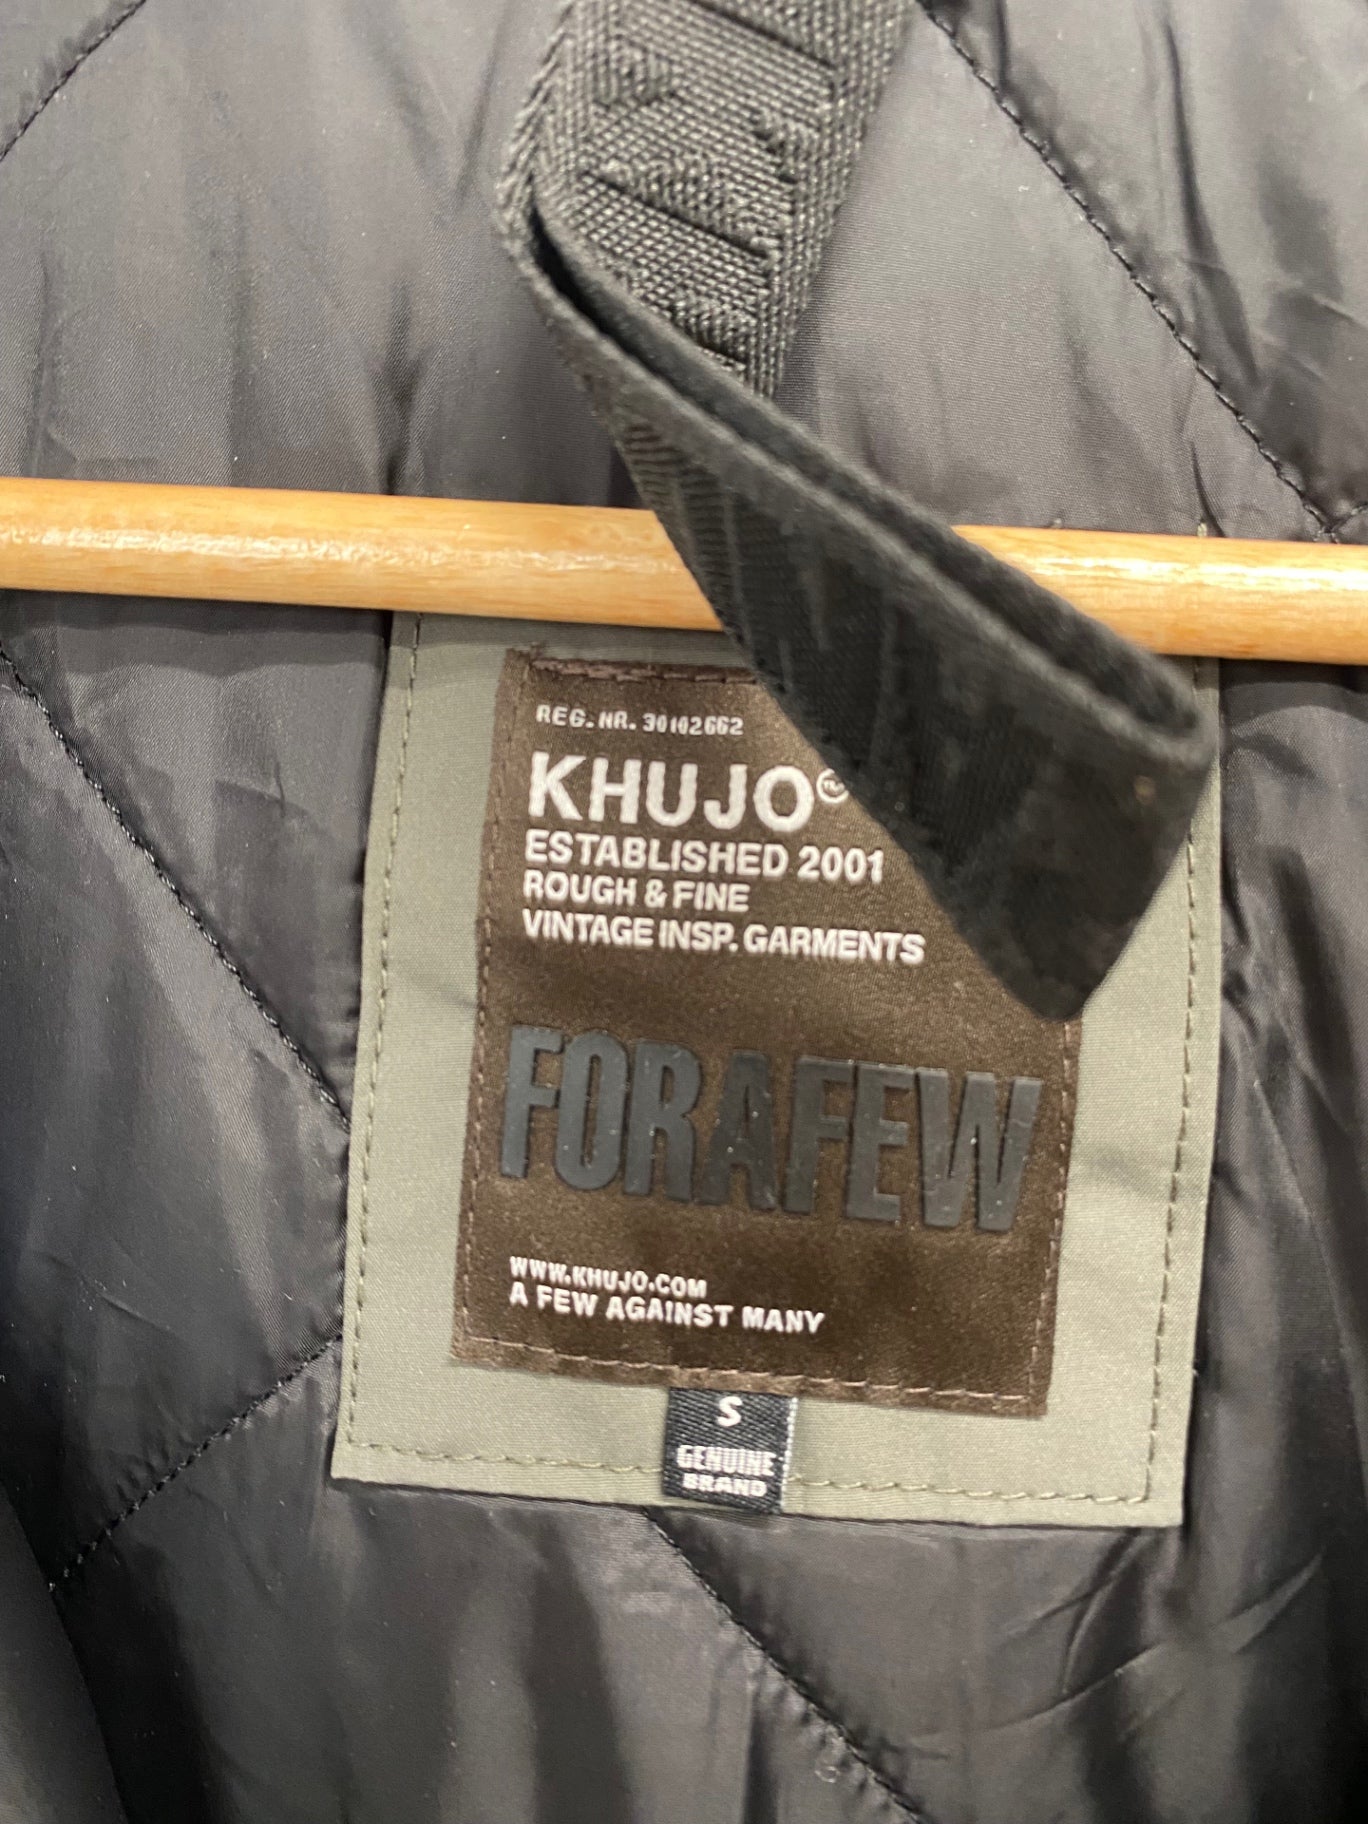 REG. NR. 30102662
KHUJO
ESTABLISHED 2001
ROUGH & FINE
VINTAGE INSP. GARMENTS
FORAFEW
WWW.KHUJO.COM
A FEW AGAINST MANY
S
GENUINE
BRAND